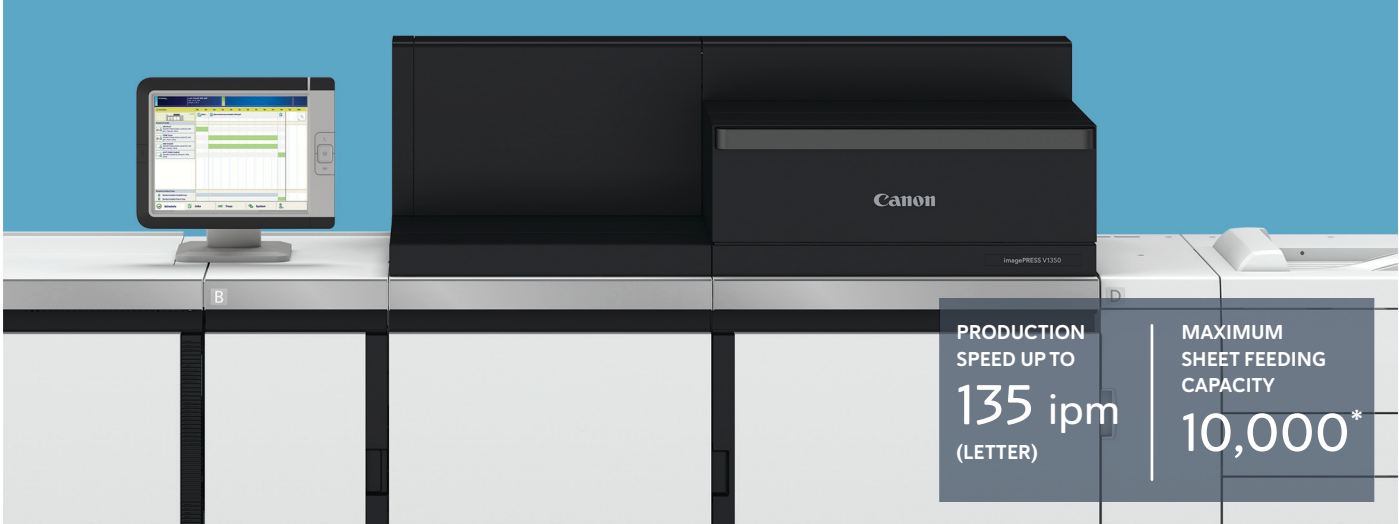 Canon
imagePRESS V1350
B
D
PRODUCTION
SPEED UP TO
135 ipm
(LETTER)
MAXIMUM
SHEET FEEDING
CAPACITY
10,000*